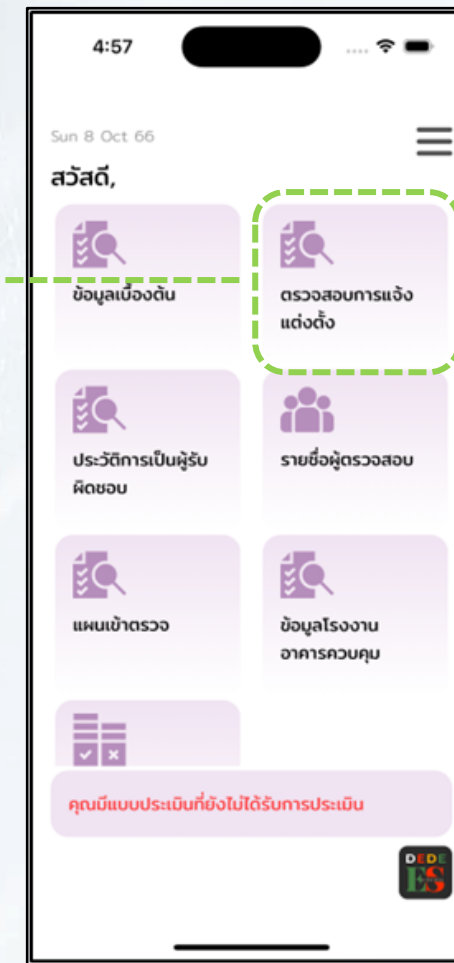 4:57
Sun 8 Oct 66
สวัสดี,
ข้อมูลเบื้องต้น
ตรวจสอบการแจ้ง
แต่งตั้ง
ประวัติการเป็นผู้รับ
ผิดชอบ
รายชื่อผู้ตรวจสอบ
แผนเข้าตรวจ
ข้อมูลโรงงาน
อาคารควบคุม
คุณมีแบบประเมินที่ยังไม่ได้รับการประเมิน
DEDE
ES